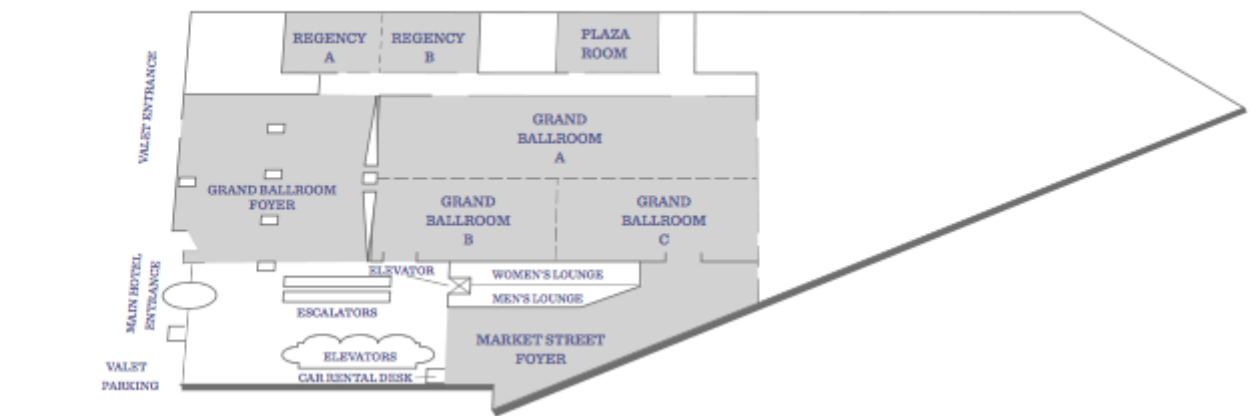 REGENCY
A
REGENCY
B
PLAZA
ROOM
VALET ENTRANCE
GRAND
BALLROOM
A
GRAND BALLROOM
FOYER
GRAND
BALLROOM
B
GRAND
BALLROOM
C
MAIN HOTEL
ENTRANCE
ELEVATOR
WOMEN'S LOUNGE
MEN'S LOUNGE
ESCALATORS
MARKET STREET
FOYER
ELEVATORS
VALET
PARKING
CAR RENTAL DESK